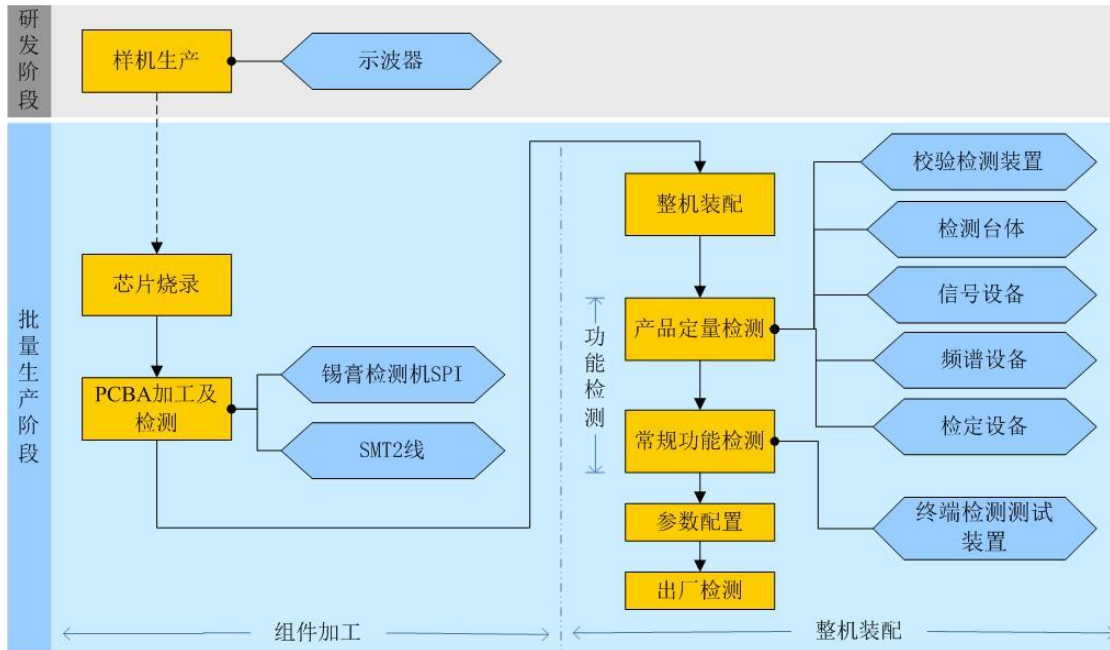 研发阶段
样机生产
示波器
批量生产阶段
芯片烧录
PCBA加工及
检测
锡膏检测机SPI
SMT2线
组件加工
整机装配
功能检测
产品定量检测
常规功能检测
参数配置
出厂检测
校验检测装置
检测台体
信号设备
频谱设备
检定设备
终端检测测试
装置
整机装配